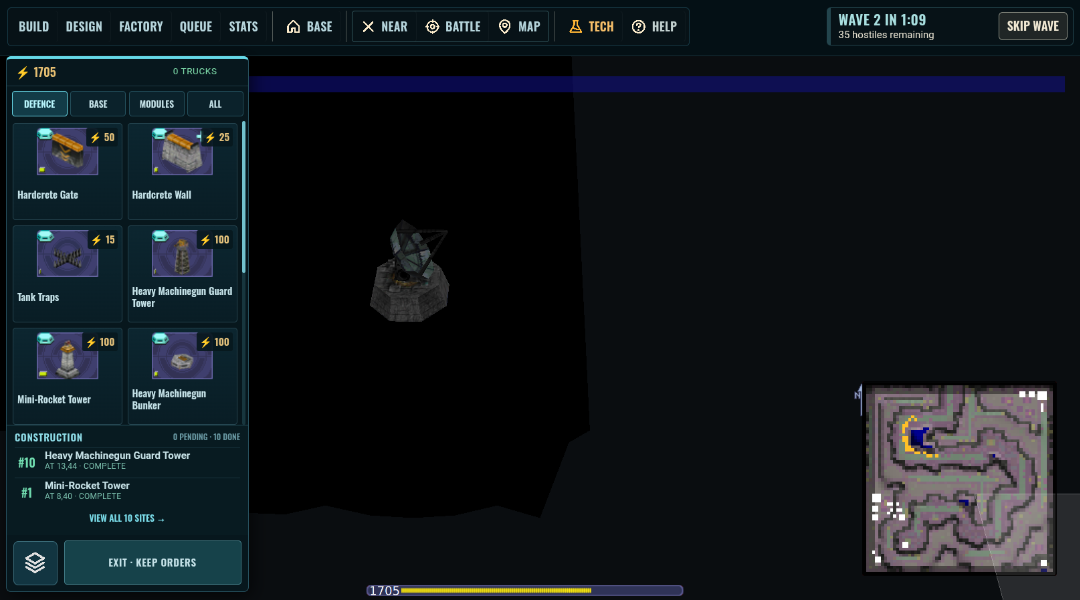 BUILD DESIGN FACTORY QUEUE STATS BASE NEAR BATTLE MAP TECH HELP
WAVE 2 IN 1:09
35 hostiles remaining
SKIP WAVE
1705
0 TRUCKS
DEFENCE BASE MODULES ALL
50
Hardcrete Gate
25
Hardcrete Wall
15
Tank Traps
100
Heavy Machinegun Guard
Tower
100
Mini-Rocket Tower
100
Heavy Machinegun
Bunker
CONSTRUCTION
0 PENDING · 10 DONE
#10
Heavy Machinegun Guard Tower
AT 13,44 · COMPLETE
#1
Mini-Rocket Tower
AT 8,40 · COMPLETE
VIEW ALL 10 SITES →
EXIT · KEEP ORDERS
1705
N